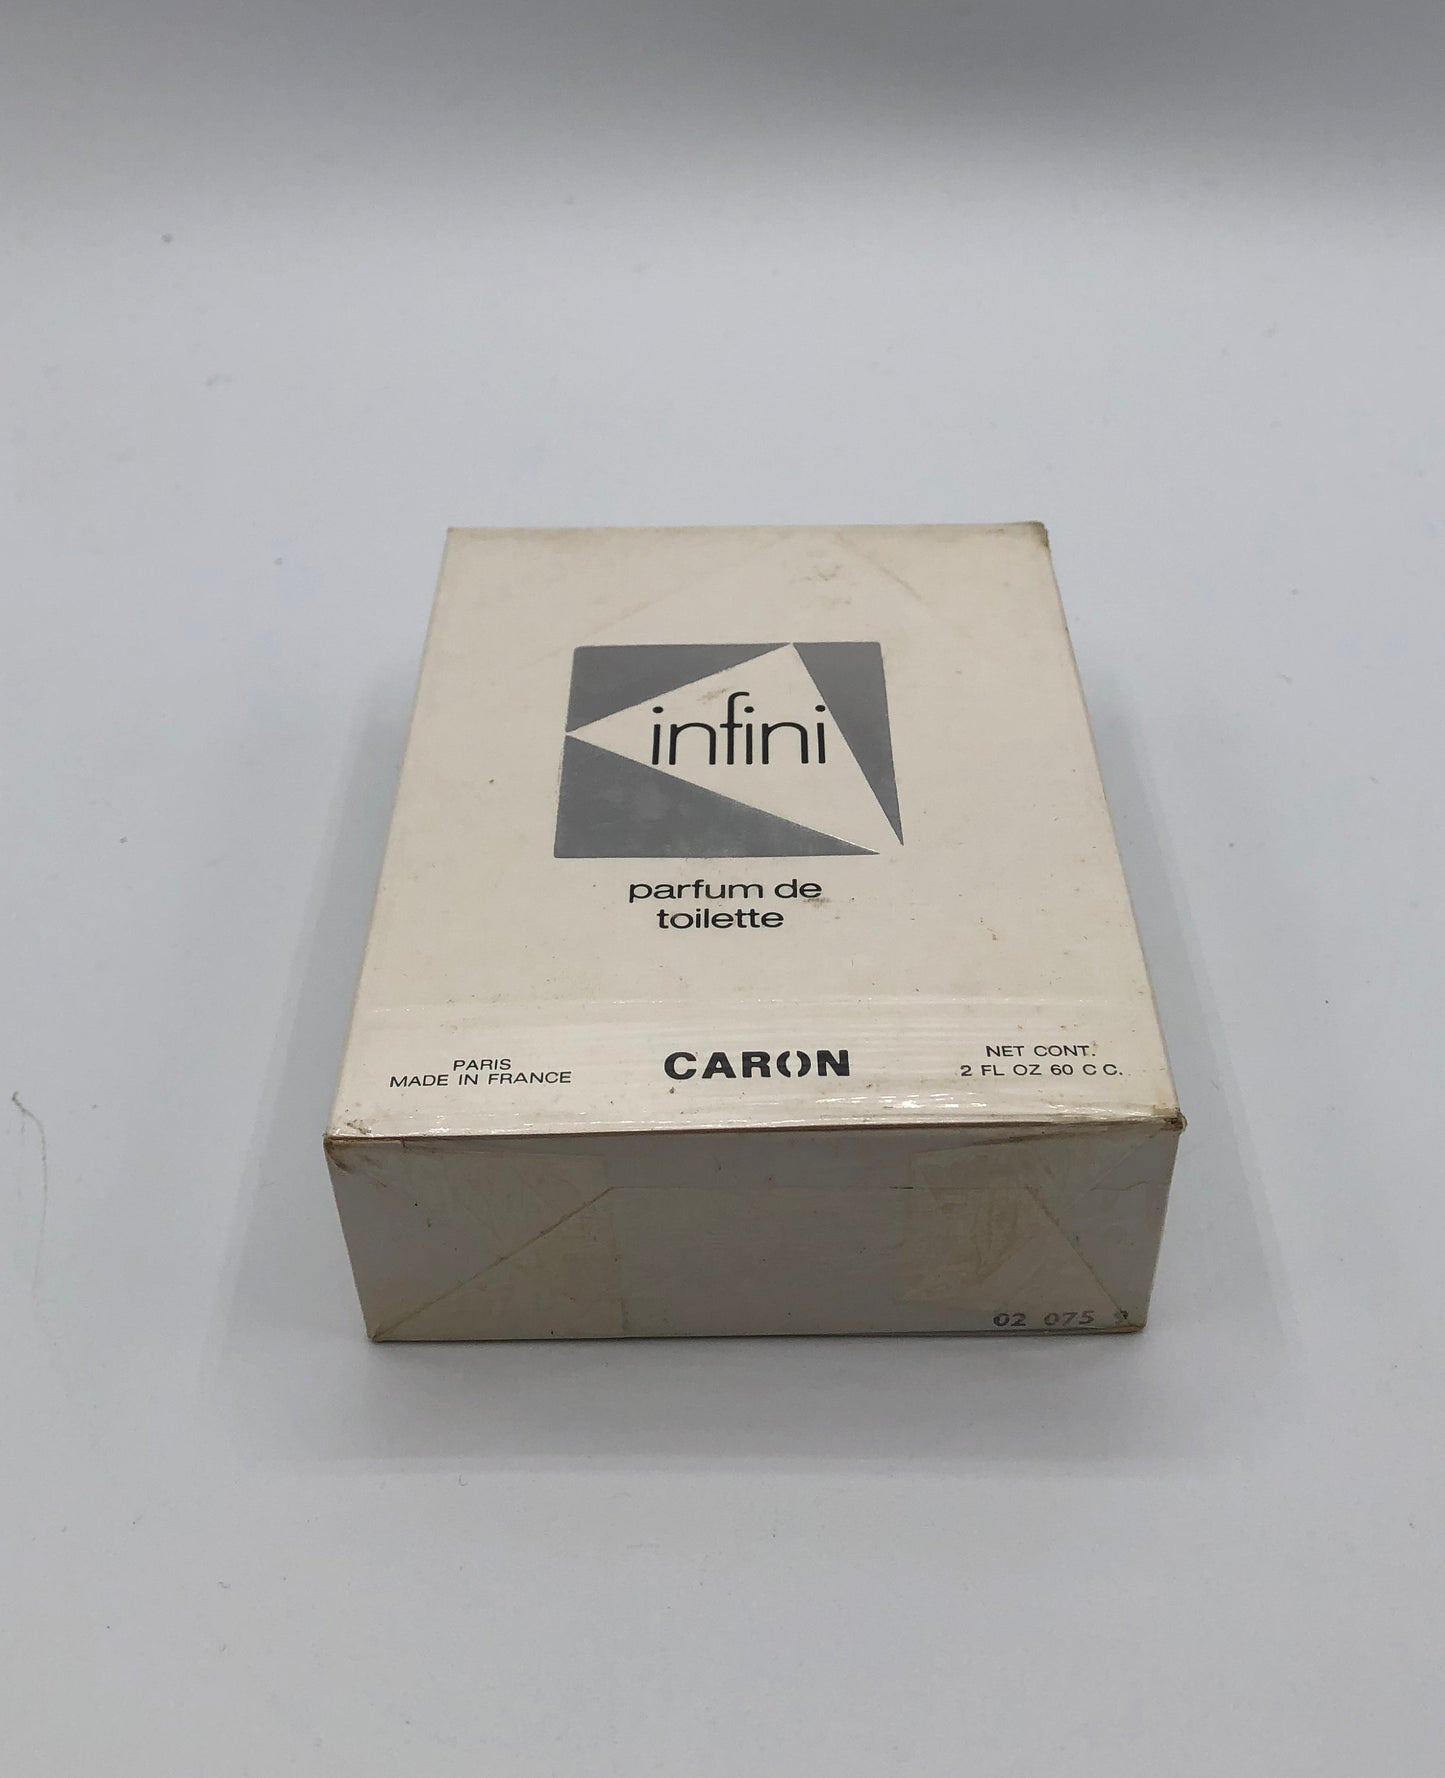 infini
parfum de
toilette
PARIS
MADE IN FRANCE
CARON
NET CONT.
2 FL OZ 60 C C.
02 075